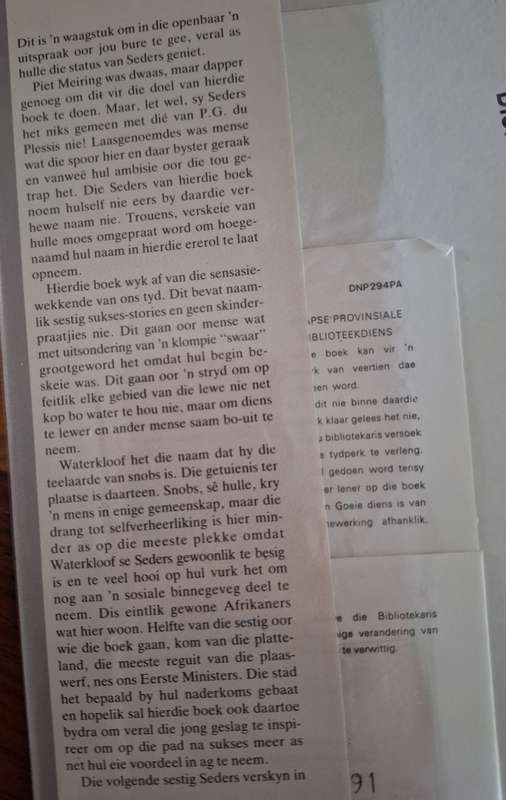 Dit is 'n waagstuk om in die openbaar 'n
uitspraak oor jou bure te gee, veral as
hulle die status van Seders geniet.
Piet Meiring was dwaas, maar dapper
genoeg om dit vir die doel van hierdie
boek te doen. Maar, let wel, sy Seders
het niks gemeen met dié van P.G. du
Plessis nie! Laasgenoemdes was mense
wat die spoor hier en daar byster geraak
en vanweë hul ambisie oor die tou ge-
trap het. Die Seders van hierdie boek
noem hulself nie eers by daardie ver-
hewe naam nie. Trouens, verskeie van
hulle moes omgepraat word om hoege-
naamd hul naam in hierdie ererol te laat
opneem.
Hierdie boek wyk af van die sensasie-
wekkende van ons tyd. Dit bevat naam-
lik sestig sukses-stories en geen skinder-
praatjies nie. Dit gaan oor mense wat
met uitsondering van 'n klompie “swaar”
grootgeword het omdat hul begin be-
skeie was. Dit gaan oor 'n stryd om op
feitlik elke gebied van die lewe nie net
kop bo water te hou nie, maar om diens
te lewer en ander mense saam bo-uit te
neem.
Waterkloof het die naam dat hy die
teelaarde van snobs is. Die getuienis ter
plaatse is daarteen. Snobs, sê hulle, kry
'n mens in enige gemeenskap, maar die
drang tot selfverheerliking is hier min-
der as op die meeste plekke omdat
Waterkloof se Seders gewoonlik te besig
is en te veel hooi op hul vurk het om
nog aan 'n sosiale binnegeveg deel te
neem. Dis eintlik gewone Afrikaners
wat hier woon. Helfte van die sestig oor
wie die boek gaan, kom van die platte-
land, die meeste reguit van die plaas-
werf, nes ons Eerste Ministers. Die stad
het bepaald by hul naderkoms gebaat
en hopelik sal hierdie boek ook daartoe
bydra om veral die jong geslag te inspi-
reer om op die pad na sukses meer as
net hul eie voordeel in ag te neem.
Die volgende sestig Seders verskyn in
DNP294PA
PROVINSIALE
boek kan vir 'n
van veertien dae
word.
dit nie binne daardie
klaar gelees het nie,
bibliotekaris versoek
tydperk te verleng.
gedoen word tensy
lener op die boek
Goeie diens is van
afhanklik.
die Bibliotekaris
verandering van
te verwittig.
91